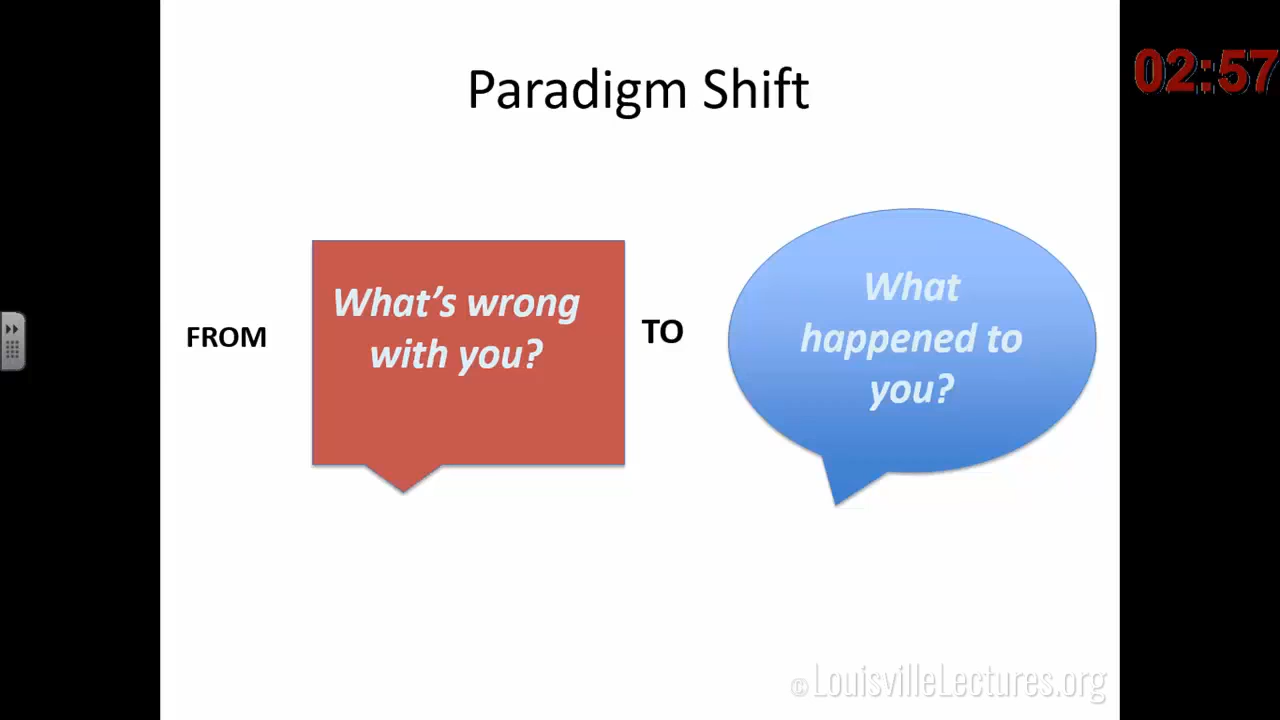 Paradigm Shift
02:57
FROM
What's wrong
with you?
TO
What
happened to
you?
©LouisvilleLectures.org